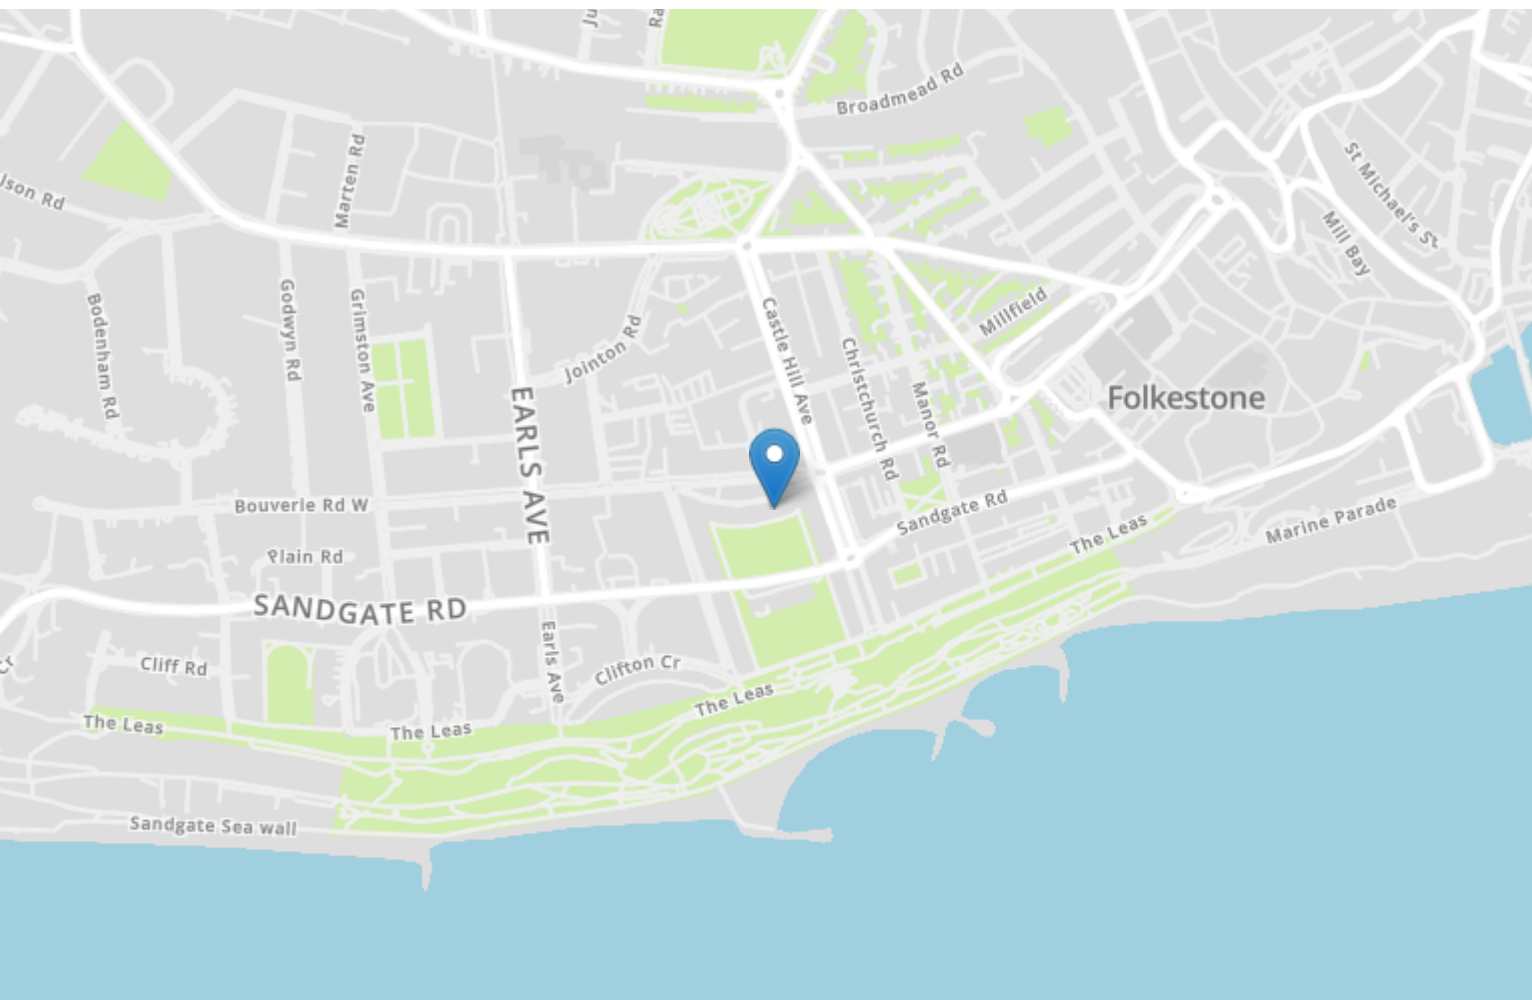 Broadmead Rd
Marten Rd
St Michael's St
Mill Bay
Bodenham Rd
Godwyn Rd
Grimston Ave
Jointon Rd
Castle Hill Ave
Millfield
Christchurch Rd
Manor Rd
Folkestone
EARLS AVE
Bouverie Rd W
Sandgate Rd
The Leas
Marine Parade
Plain Rd
SANDGATE RD
Earls Ave
Cliff Rd
Clifton Cr
The Leas
The Leas
The Leas
Sandgate Sea wall